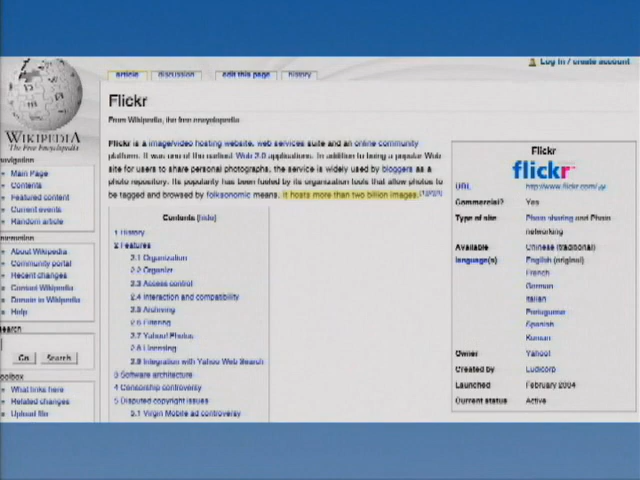 Log in / create account
article discussion edit this page history
Flickr
From Wikipedia, the free encyclopedia
WIKIPEDIA
The Free Encyclopedia
navigation
Main Page
Contents
Featured content
Current events
Random article
About Wikipedia
Community portal
Recent changes
Contact Wikipedia
Donate to Wikipedia
Help
search
Go Search
toolbox
What links here
Related changes
Upload file
Flickr is a image/video hosting website, web services suite and an online community
platform. It was one of the earliest Web 2.0 applications. In addition to being a popular Web
site for users to share personal photographs, the service is widely used by bloggers as a
photo repository. Its popularity has been fueled by its organization tools that allow photos to
be tagged and browsed by folksonomic means. It hosts more than two billion images.[1][2][3]
Contents [hide]
1 History
2 Features
2.1 Organization
2.2 Organizr
2.3 Access control
2.4 Interaction and compatibility
2.5 Archiving
2.6 Filtering
2.7 Yahoo! Photos
2.8 Licensing
2.9 Integration with Yahoo Web Search
3 Software architecture
4 Censorship controversy
5 Disputed copyright issues
5.1 Virgin Mobile ad controversy
Flickr
flickr
URL http://www.flickr.com/
Commercial? Yes
Type of site Photo sharing and Photo
networking
Available Chinese (traditional)
language(s) English (original)
French
German
Italian
Portuguese
Spanish
Korean
Owner Yahoo!
Created by Ludicorp
Launched February 2004
Current status Active